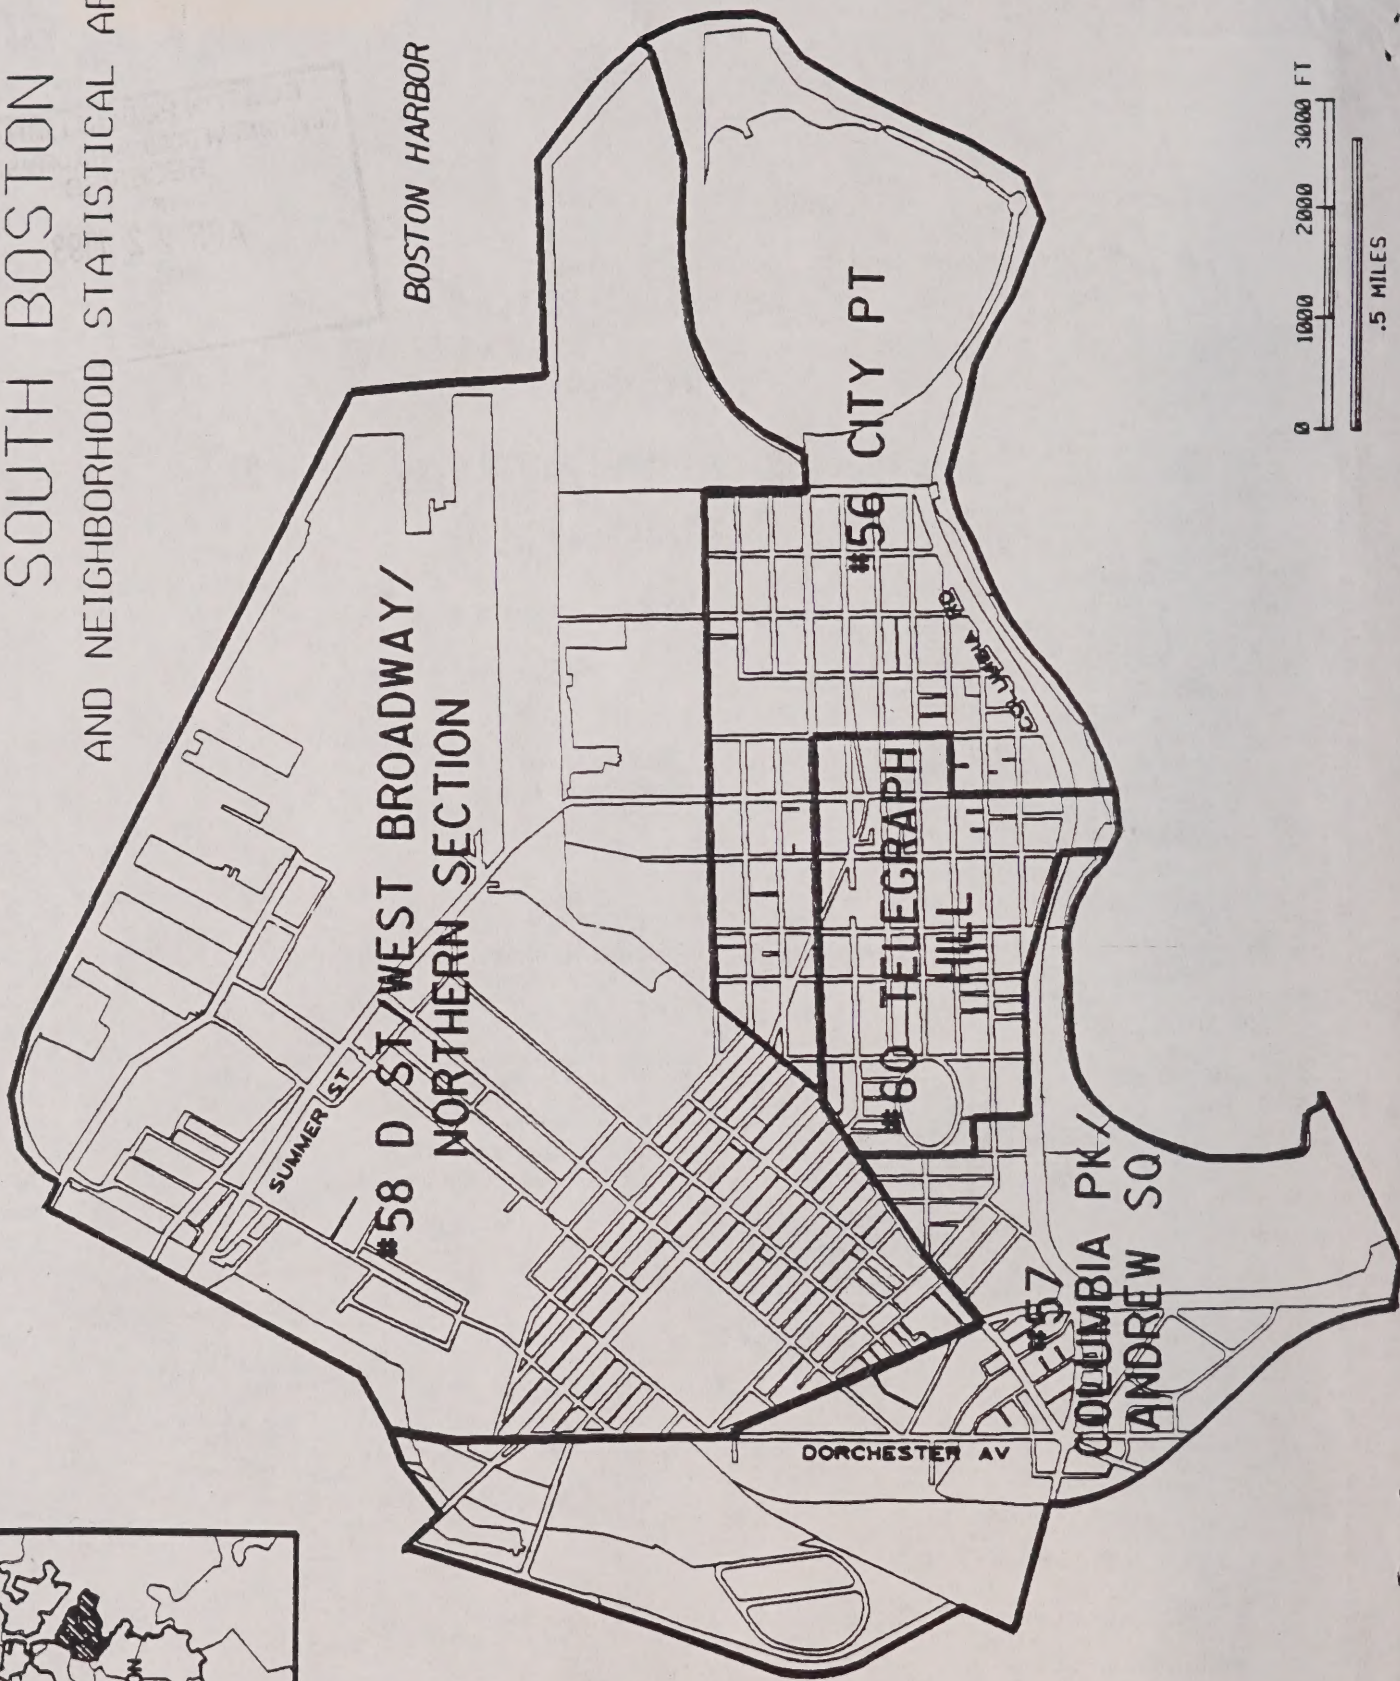 SOUTH BOSTON
AND NEIGHBORHOOD STATISTICAL
BOSTON HARBOR
#58 D ST/WEST BROADWAY/
NORTHERN SECTION
SUMMER ST
#56 CITY PT
COLUMBIA RD
#60 TELEGRAPH
HILL
#57
COLUMBIA PK/
ANDREW SQ
DORCHESTER AV
0 1000 2000 3000 FT
.5 MILES